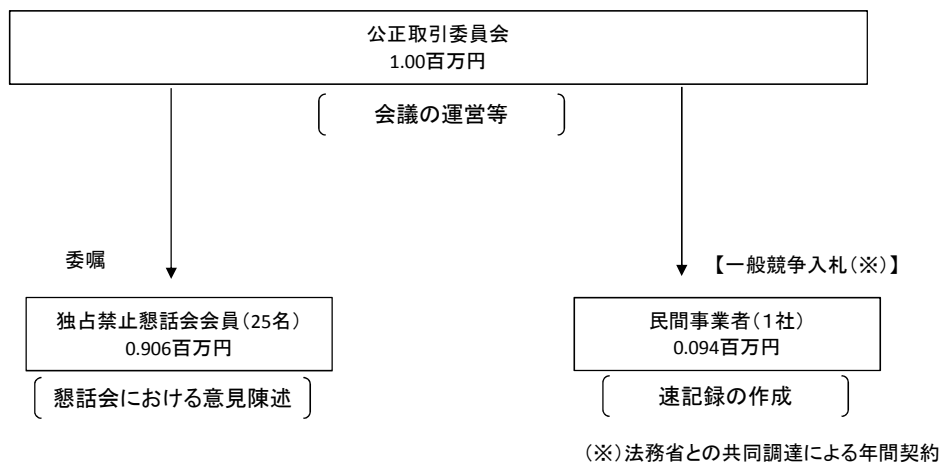 公正取引委員会
1.00百万円
会議の運営等
委嘱
【一般競争入札(※)】
独占禁止懇話会会員(25名)
0.906百万円
懇話会における意見陳述
民間事業者(1社)
0.094百万円
速記録の作成
(※)法務省との共同調達による年間契約